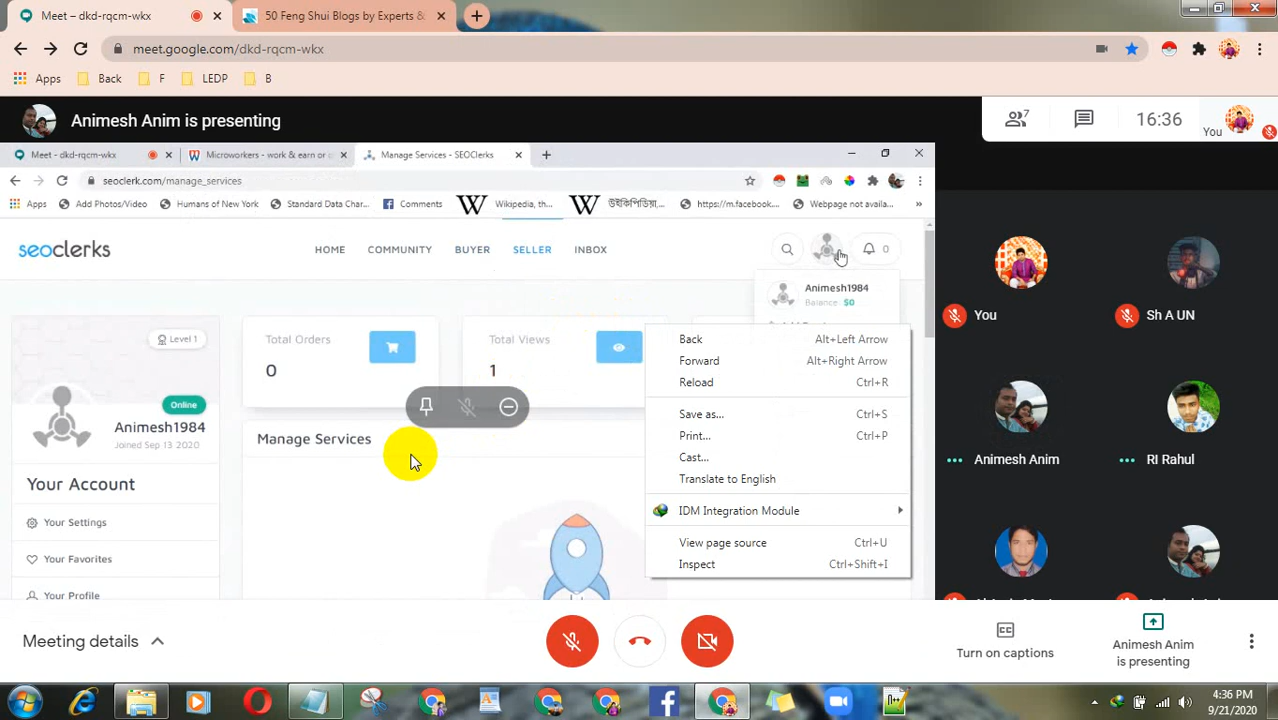 Meet – dkd-rqcm-wkx
50 Feng Shui Blogs by Experts &
meet.google.com/dkd-rqcm-wkx
Apps
Back
F
LEDP
B
Animesh Anim is presenting
7
16:36
You
Meet – dkd-rqcm-wkx
Microworkers - work & earn or
Manage Services - SEOClerks
seoclerk.com/manage_services
Apps
Add Photos/Video
Humans of New York
Standard Data Char...
Comments
Wikipedia, th...
উইকিপিডিয়া...
https://m.facebook....
Webpage not availa...
»
seoclerks
HOME
COMMUNITY
BUYER
SELLER
INBOX
0
Animesh1984
Balance: $0
Level 1
Total Orders
0
Total Views
1
Back Alt+Left Arrow
Forward Alt+Right Arrow
Reload Ctrl+R
Save as... Ctrl+S
Print... Ctrl+P
Cast...
Translate to English
IDM Integration Module
View page source Ctrl+U
Inspect Ctrl+Shift+I
Online
Animesh1984
Joined Sep 13 2020
Manage Services
Your Account
Your Settings
Your Favorites
Your Profile
You
Sh A UN
Animesh Anim
RI Rahul
Meeting details
Turn on captions
Animesh Anim
is presenting
4:36 PM
9/21/2020